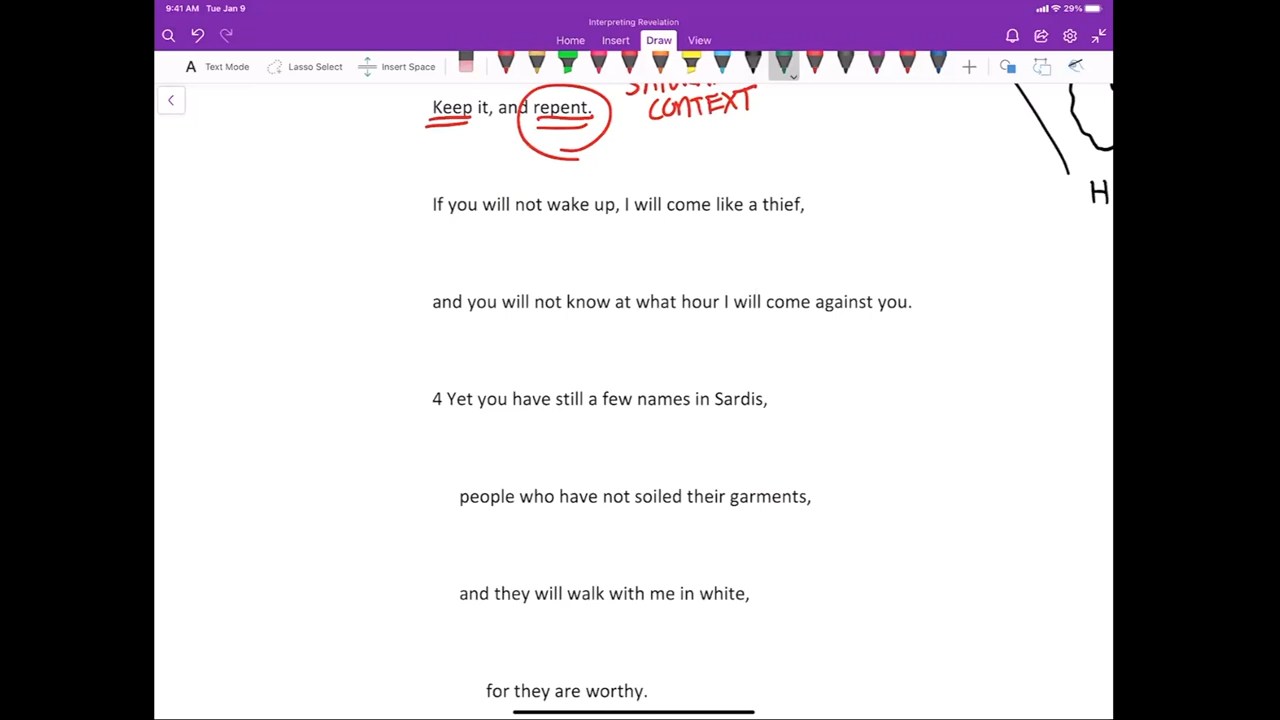 9:41 AM Tue Jan 9
29%
Interpreting Revelation
Home Insert Draw View
A Text Mode Lasso Select Insert Space
CONTEXT
Keep it, and repent.
H
If you will not wake up, I will come like a thief,
and you will not know at what hour I will come against you.
4 Yet you have still a few names in Sardis,
people who have not soiled their garments,
and they will walk with me in white,
for they are worthy.